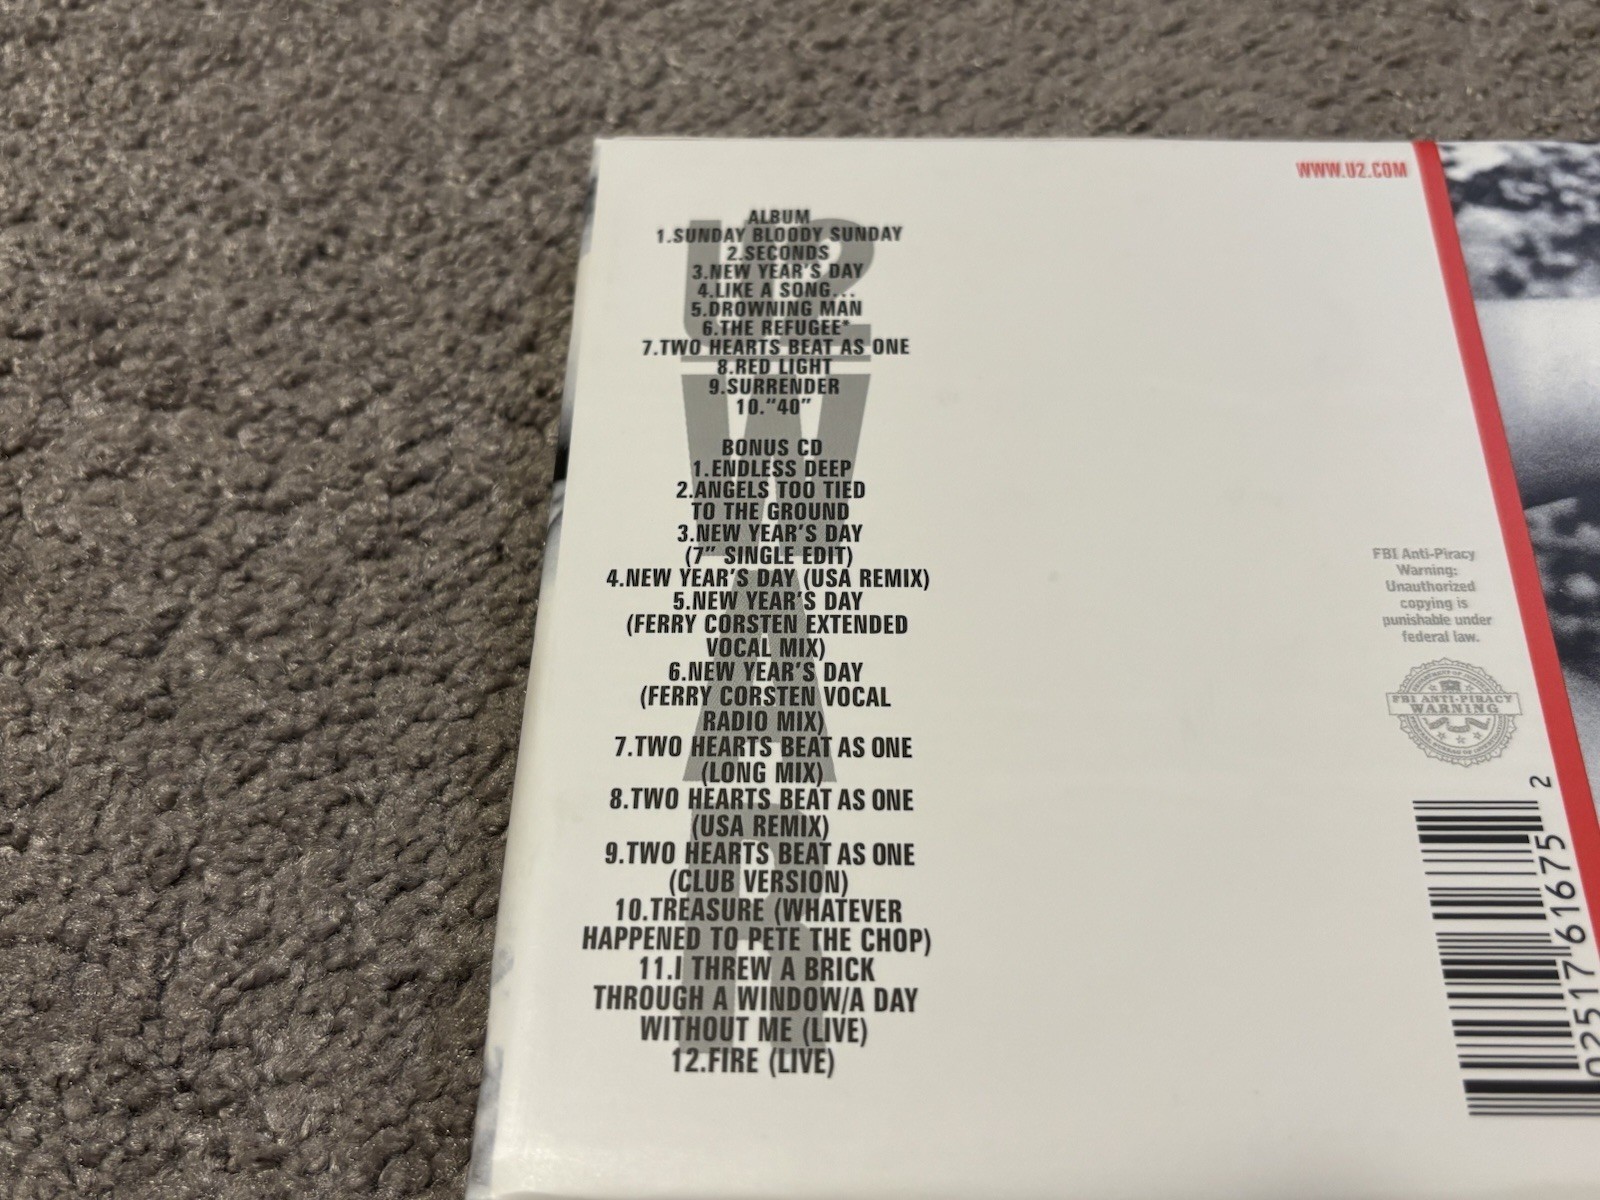 WWW.U2.COM
U2
WAR
ALBUM
1.SUNDAY BLOODY SUNDAY
2.SECONDS
3.NEW YEAR'S DAY
4.LIKE A SONG...
5.DROWNING MAN
6.THE REFUGEE*
7.TWO HEARTS BEAT AS ONE
8.RED LIGHT
9.SURRENDER
10."40"
BONUS CD
1.ENDLESS DEEP
2.ANGELS TOO TIED
TO THE GROUND
3.NEW YEAR'S DAY
(7" SINGLE EDIT)
4.NEW YEAR'S DAY (USA REMIX)
5.NEW YEAR'S DAY
(FERRY CORSTEN EXTENDED
VOCAL MIX)
6.NEW YEAR'S DAY
(FERRY CORSTEN VOCAL
RADIO MIX)
7.TWO HEARTS BEAT AS ONE
(LONG MIX)
8.TWO HEARTS BEAT AS ONE
(USA REMIX)
9.TWO HEARTS BEAT AS ONE
(CLUB VERSION)
10.TREASURE (WHATEVER
HAPPENED TO PETE THE CHOP)
11.I THREW A BRICK
THROUGH A WINDOW/A DAY
WITHOUT ME (LIVE)
12.FIRE (LIVE)
FBI Anti-Piracy
Warning:
Unauthorized
copying is
punishable under
federal law.
FBI ANTI-PIRACY
WARNING
0 25517 61675 2